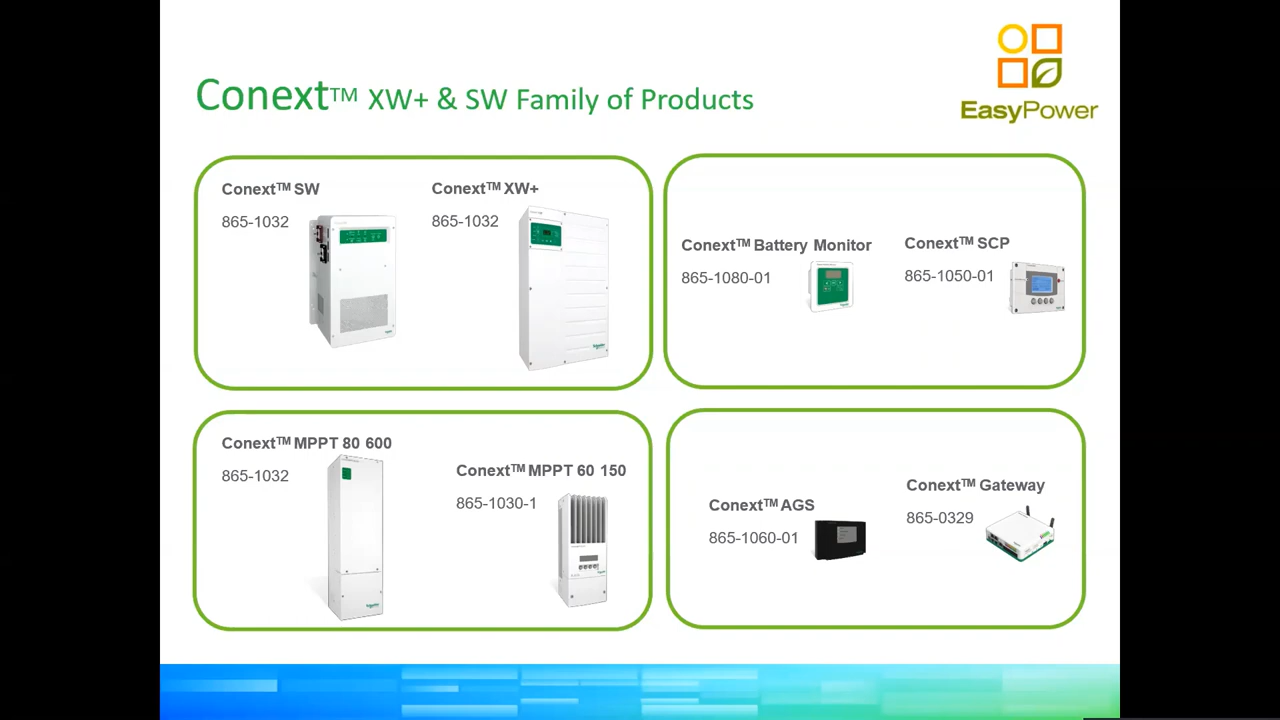 Conext™ XW+ & SW Family of Products
EasyPower
Conext™ SW
865-1032
Conext™ XW+
865-1032
Conext™ Battery Monitor
865-1080-01
Conext™ SCP
865-1050-01
Conext™ MPPT 80 600
865-1032
Conext™ MPPT 60 150
865-1030-1
Conext™ AGS
865-1060-01
Conext™ Gateway
865-0329